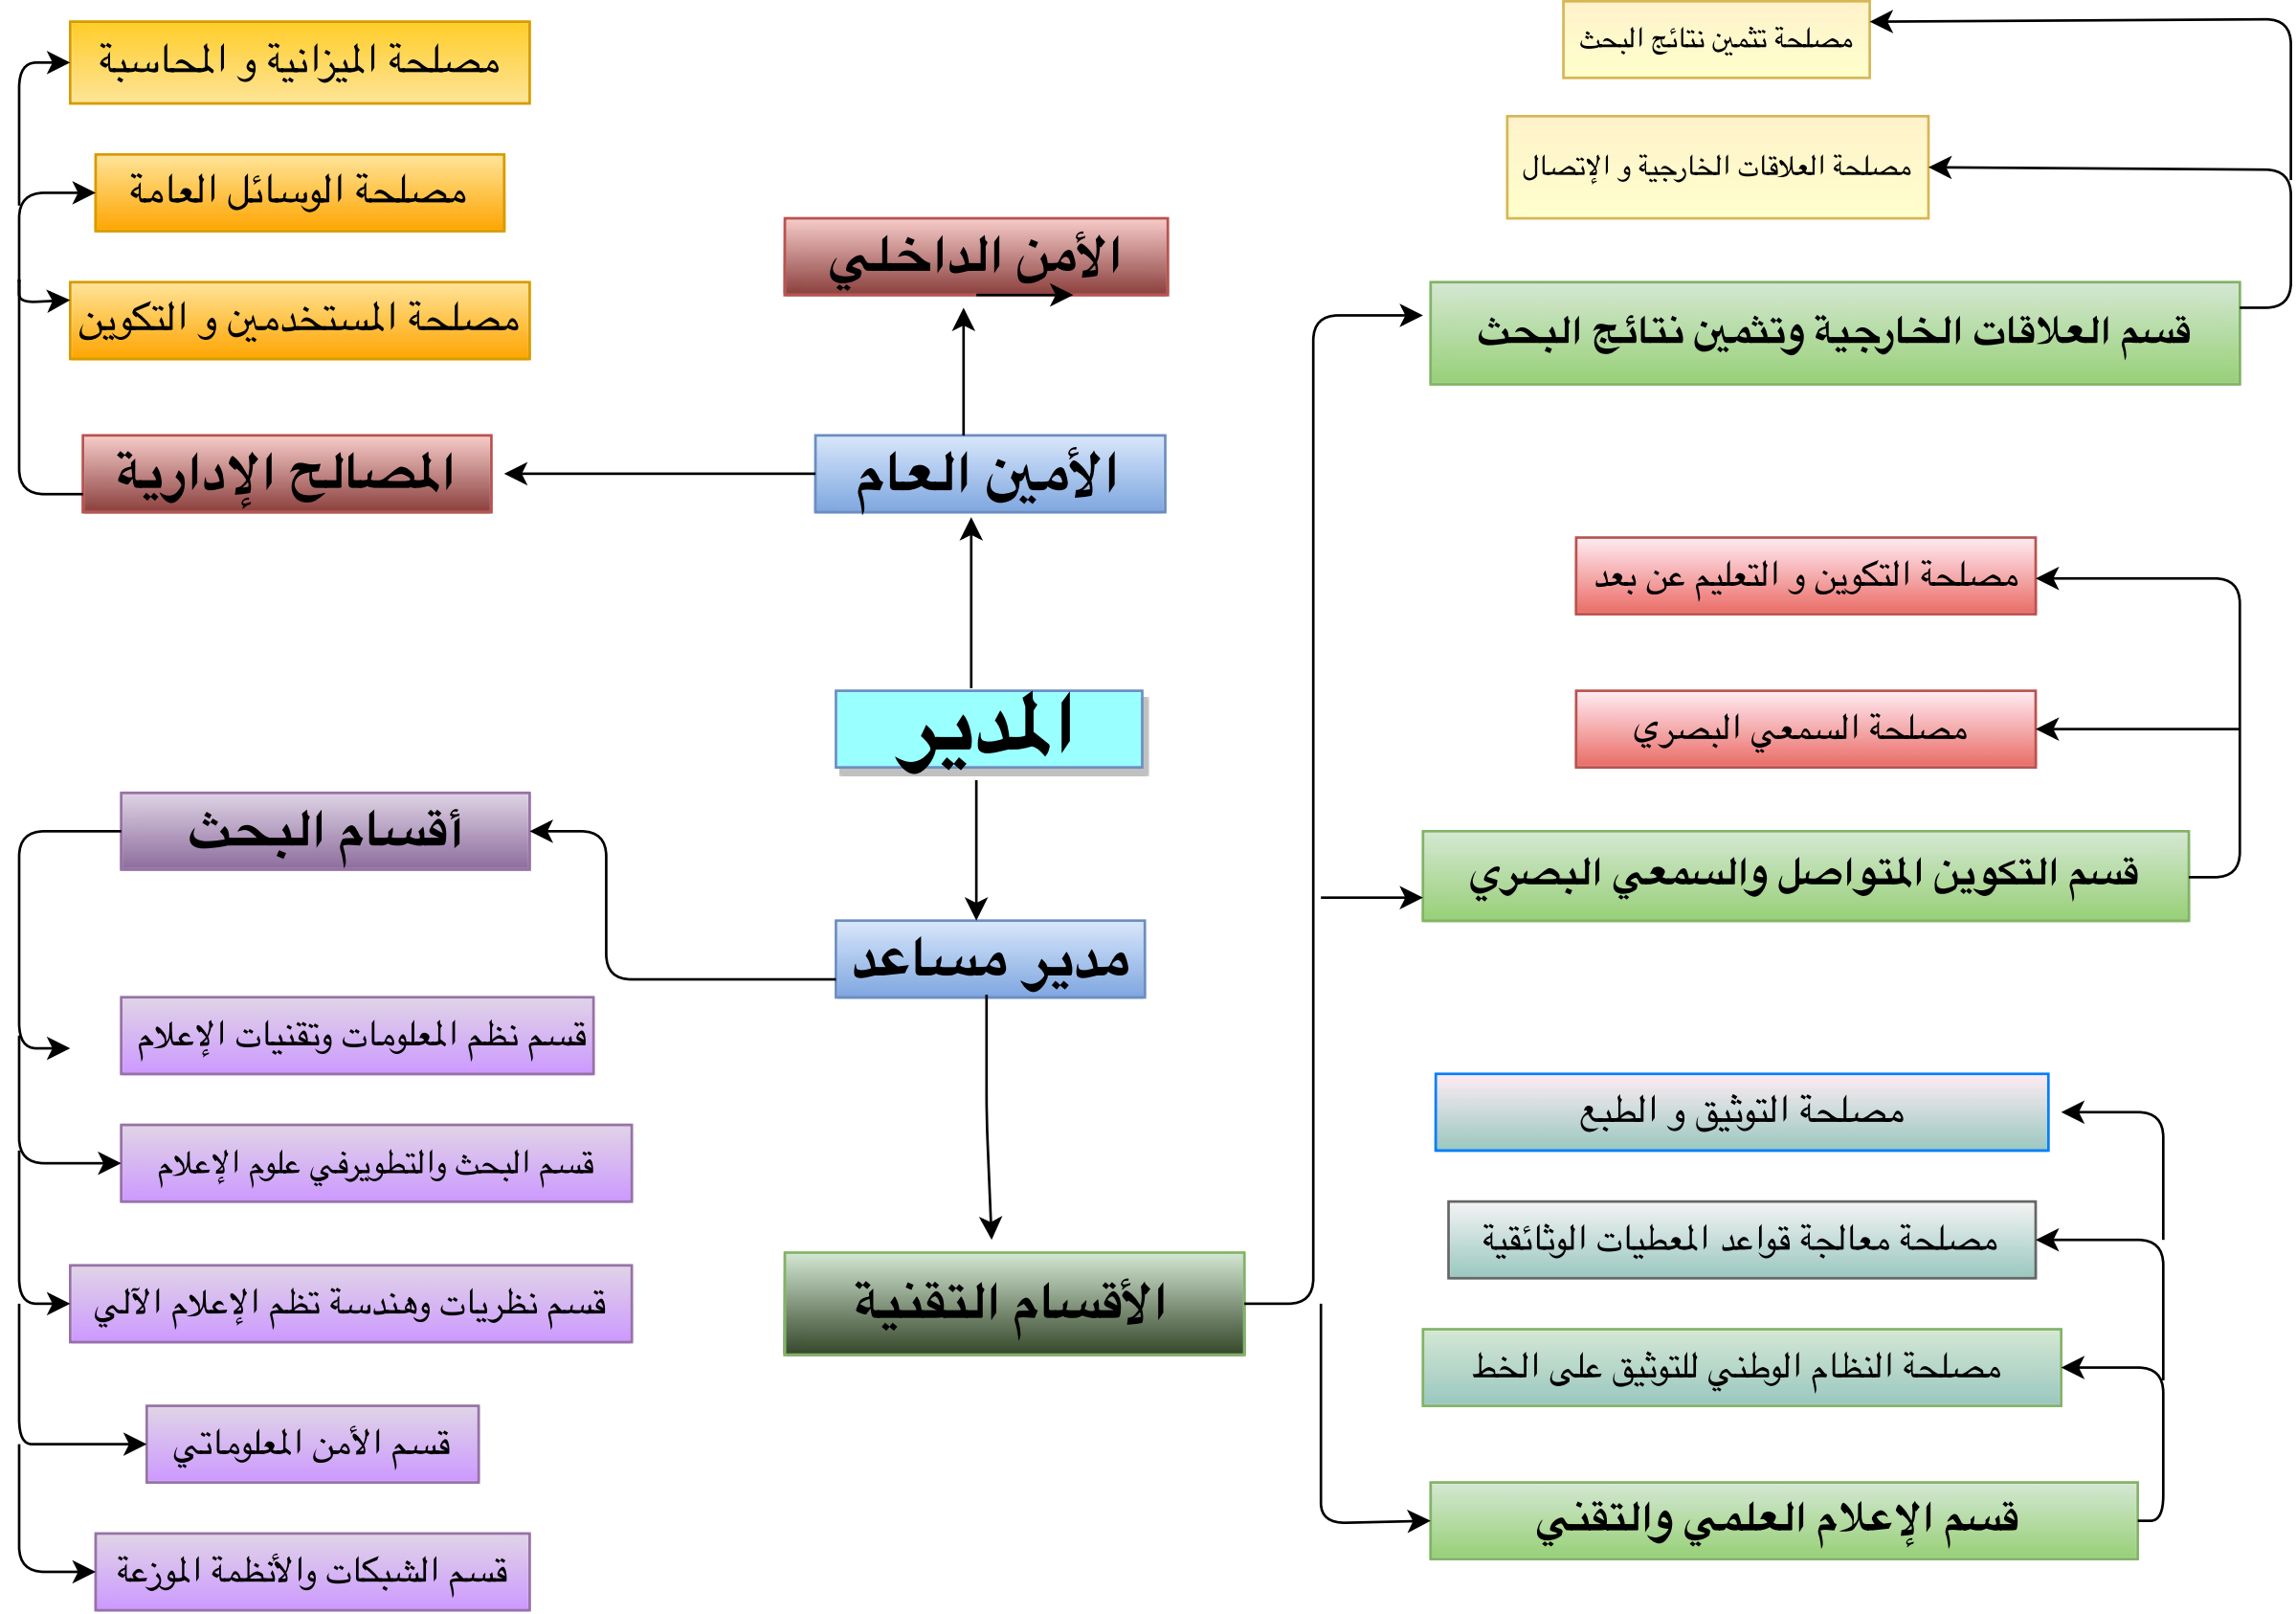 مصلحة تثمين نتائج البحث
مصلحة العلاقات الخارجية و الإتصال
قسم العلاقات الخارجية وتثمين نتائج البحث
مصلحة التكوين و التعليم عن بعد
مصلحة السمعي البصري
قسم التكوين المتواصل والسمعي البصري
مصلحة التوثيق و الطبع
مصلحة معالجة قواعد المعطيات الوثائقية
مصلحة النظام الوطني للتوثيق على الخط
قسم الإعلام العلمي والتقني
الأمن الداخلي
الأمين العام
المدير
مدير مساعد
الأقسام التقنية
مصلحة الميزانية و المحاسبة
مصلحة الوسائل العامة
مصلحة المستخدمين و التكوين
المصالح الإدارية
أقسام البحث
قسم نظم المعلومات وتقنيات الإعلام
قسم البحث والتطويرفي علوم الإعلام
قسم نظريات وهندسة تظم الإعلام الآلي
قسم الأمن المعلوماتي
قسم الشبكات والأنظمة الموزعة